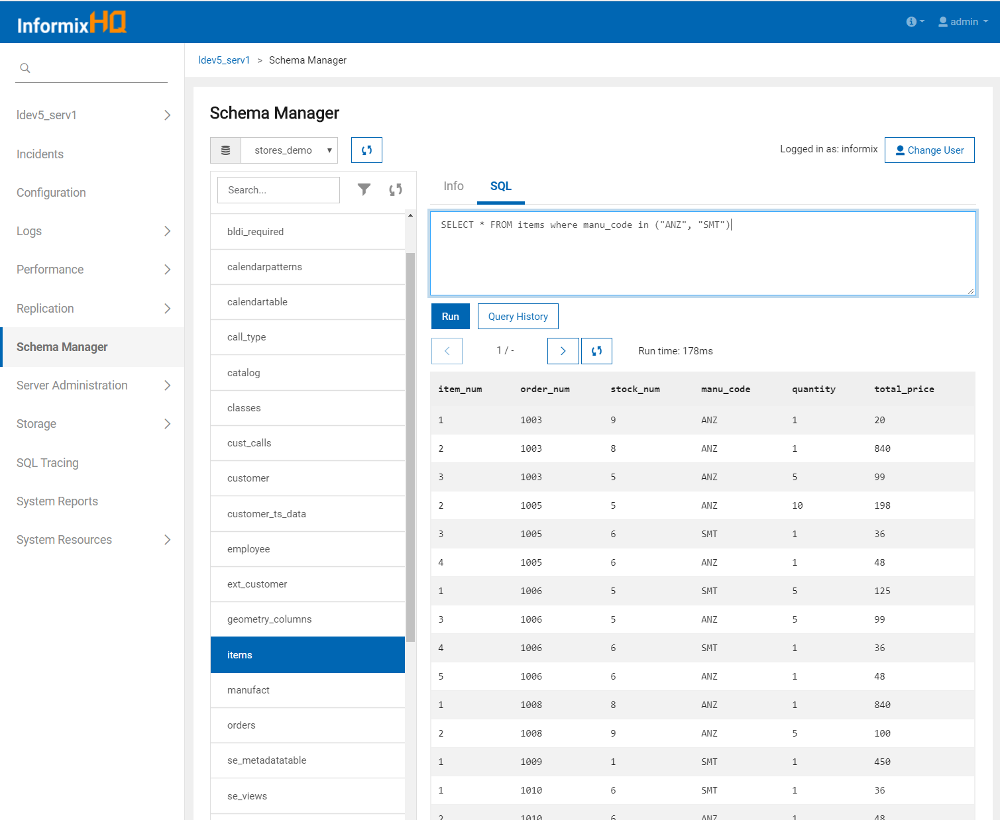 InformixHQ
admin
ldev5_serv1
Incidents
Configuration
Logs
Performance
Replication
Schema Manager
Server Administration
Storage
SQL Tracing
System Reports
System Resources
ldev5_serv1 > Schema Manager
Schema Manager
stores_demo
Logged in as: informix
Change User
Search...
bldi_required
calendarpatterns
calendartable
call_type
catalog
classes
cust_calls
customer
customer_ts_data
employee
ext_customer
geometry_columns
items
manufact
orders
se_metadatatable
se_views
Info SQL
SELECT * FROM items where manu_code in ("ANZ", "SMT")
Run Query History
1 / - Run time: 178ms
item_num order_num stock_num manu_code quantity total_price
1 1003 9 ANZ 1 20
2 1003 8 ANZ 1 840
3 1003 5 ANZ 5 99
2 1005 5 ANZ 10 198
3 1005 6 SMT 1 36
4 1005 6 ANZ 1 48
1 1006 5 SMT 5 125
3 1006 5 ANZ 5 99
4 1006 6 SMT 1 36
5 1006 6 ANZ 1 48
1 1008 8 ANZ 1 840
2 1008 9 ANZ 5 100
1 1009 1 SMT 1 450
1 1010 6 SMT 1 36
2 1010 6 ANZ 1 48